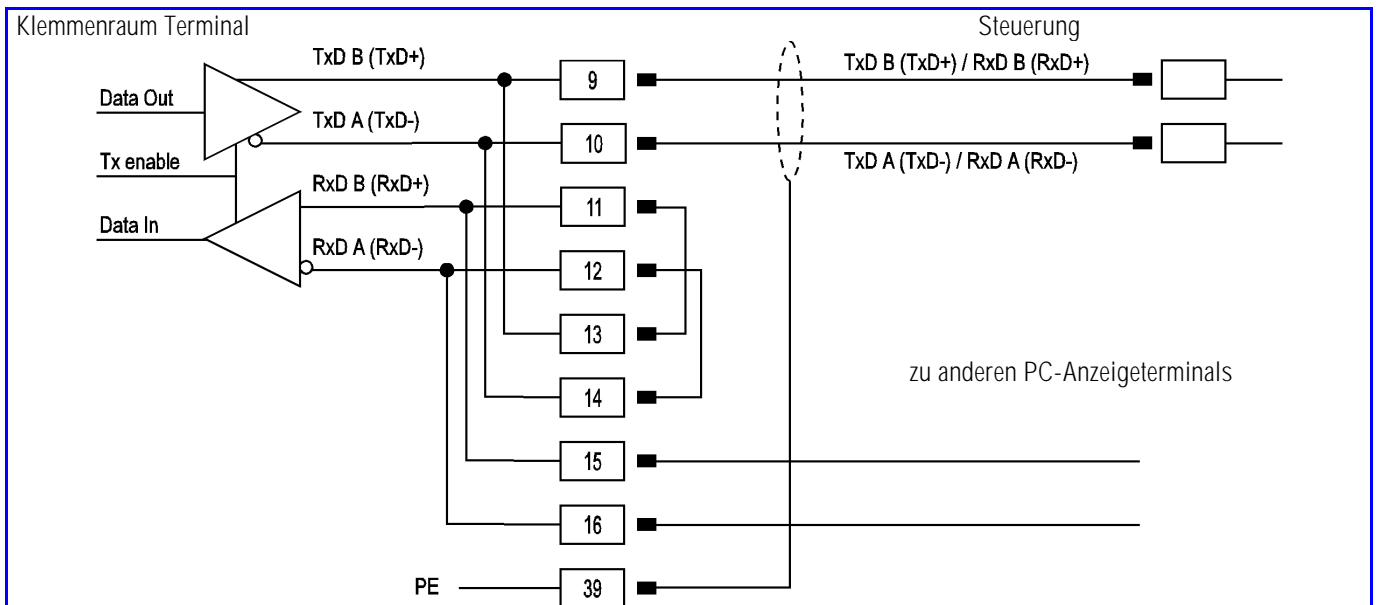 Klemmenraum Terminal
Steuerung
TxD B (TxD+)
9
TxD B (TxD+) / RxD B (RxD+)
Data Out
TxD A (TxD-)
10
TxD A (TxD-) / RxD A (RxD-)
Tx enable
RxD B (RxD+)
11
Data In
RxD A (RxD-)
12
13
zu anderen PC-Anzeigeterminals
14
15
16
PE
39